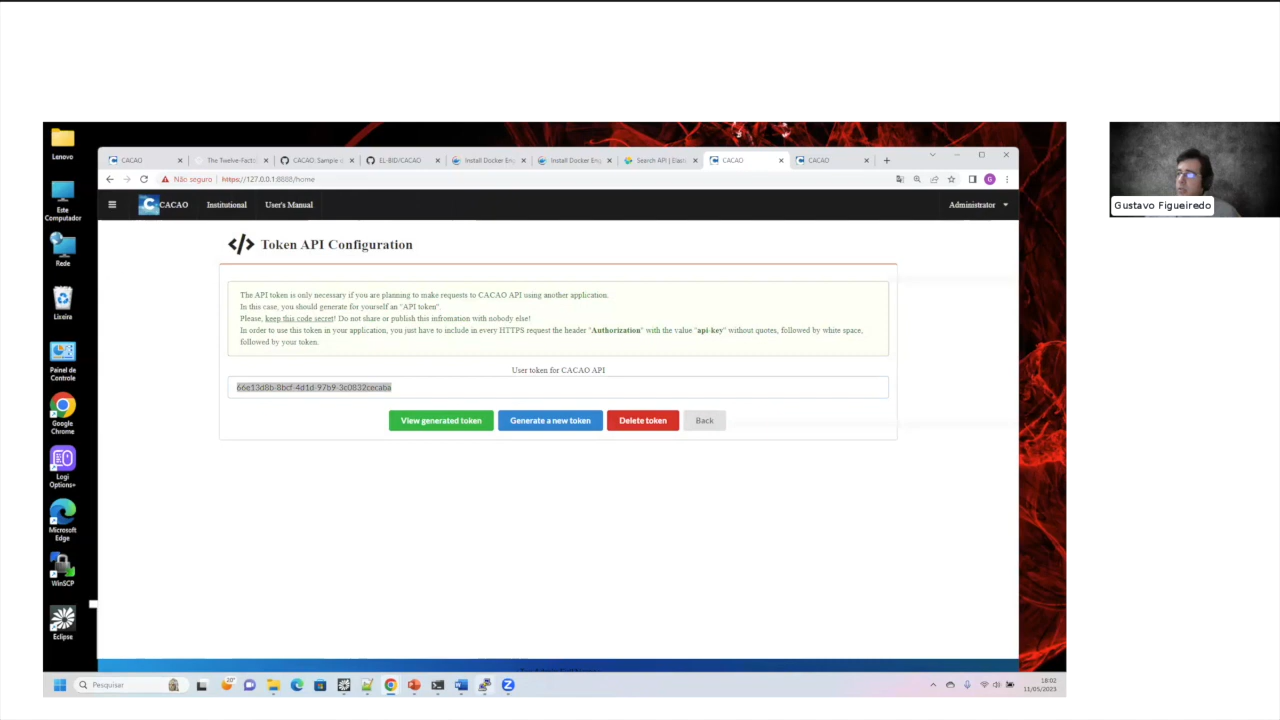 Lenovo
Este
Computador
Rede
Lixeira
Painel de
Controle
Google
Chrome
Logi
Options+
Microsoft
Edge
WinSCP
Eclipse
CACAO
The Twelve-Facto
CACAO: Sample
EL-BID/CACAO
Install Docker Eng
Install Docker Eng
Search API | Elas
CACAO
CACAO
Não seguro
https://127.0.0.1:8888/home
G
CACAO
Institutional
User's Manual
Administrator
</> Token API Configuration
The API token is only necessary if you are planning to make requests to CACAO API using another application.
In this case, you should generate for yourself an "API token".
Please, keep this code secret! Do not share or publish this infromation with nobody else!
In order to use this token in your application, you just have to include in every HTTPS request the header "Authorization" with the value "api-key" without quotes, followed by white space,
followed by your token.
User token for CACAO API
66e13d8b-8bcf-4d1d-97b9-3c0832cecaba
View generated token
Generate a new token
Delete token
Back
Pesquisar
20°
18:02
11/05/2023
Gustavo Figueiredo